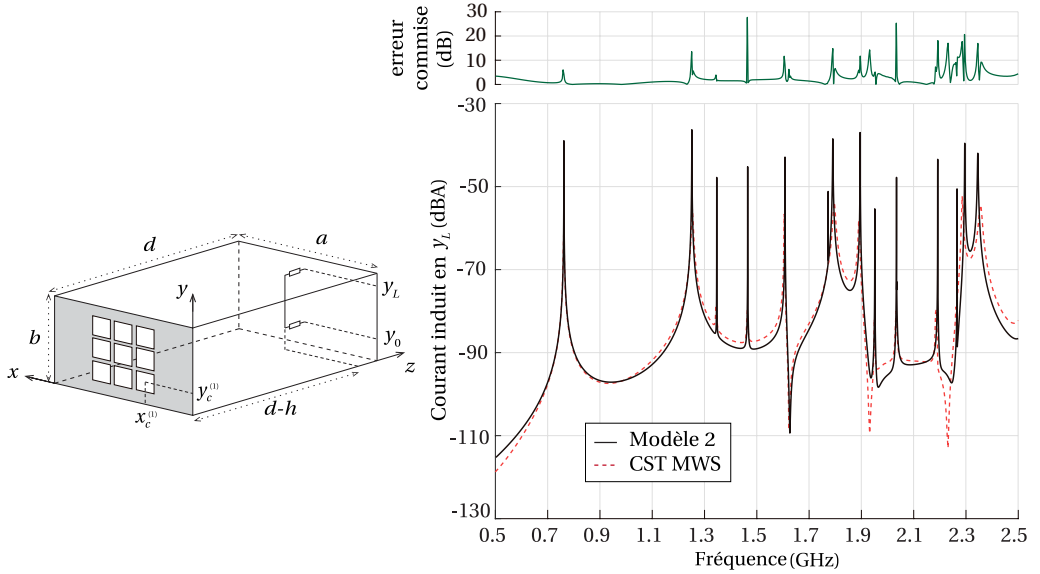 d
a
b
y
y_L
y_0
z
x
y_c^(1)
x_c^(1)
d-h
erreur
commise
(dB)
30
20
10
0
Courant induit en y_L (dBA)
-30
-50
-70
-90
-110
-130
Modèle 2
CST MWS
0.5 0.7 0.9 1.1 1.3 1.5 1.7 1.9 2.1 2.3 2.5
Fréquence (GHz)